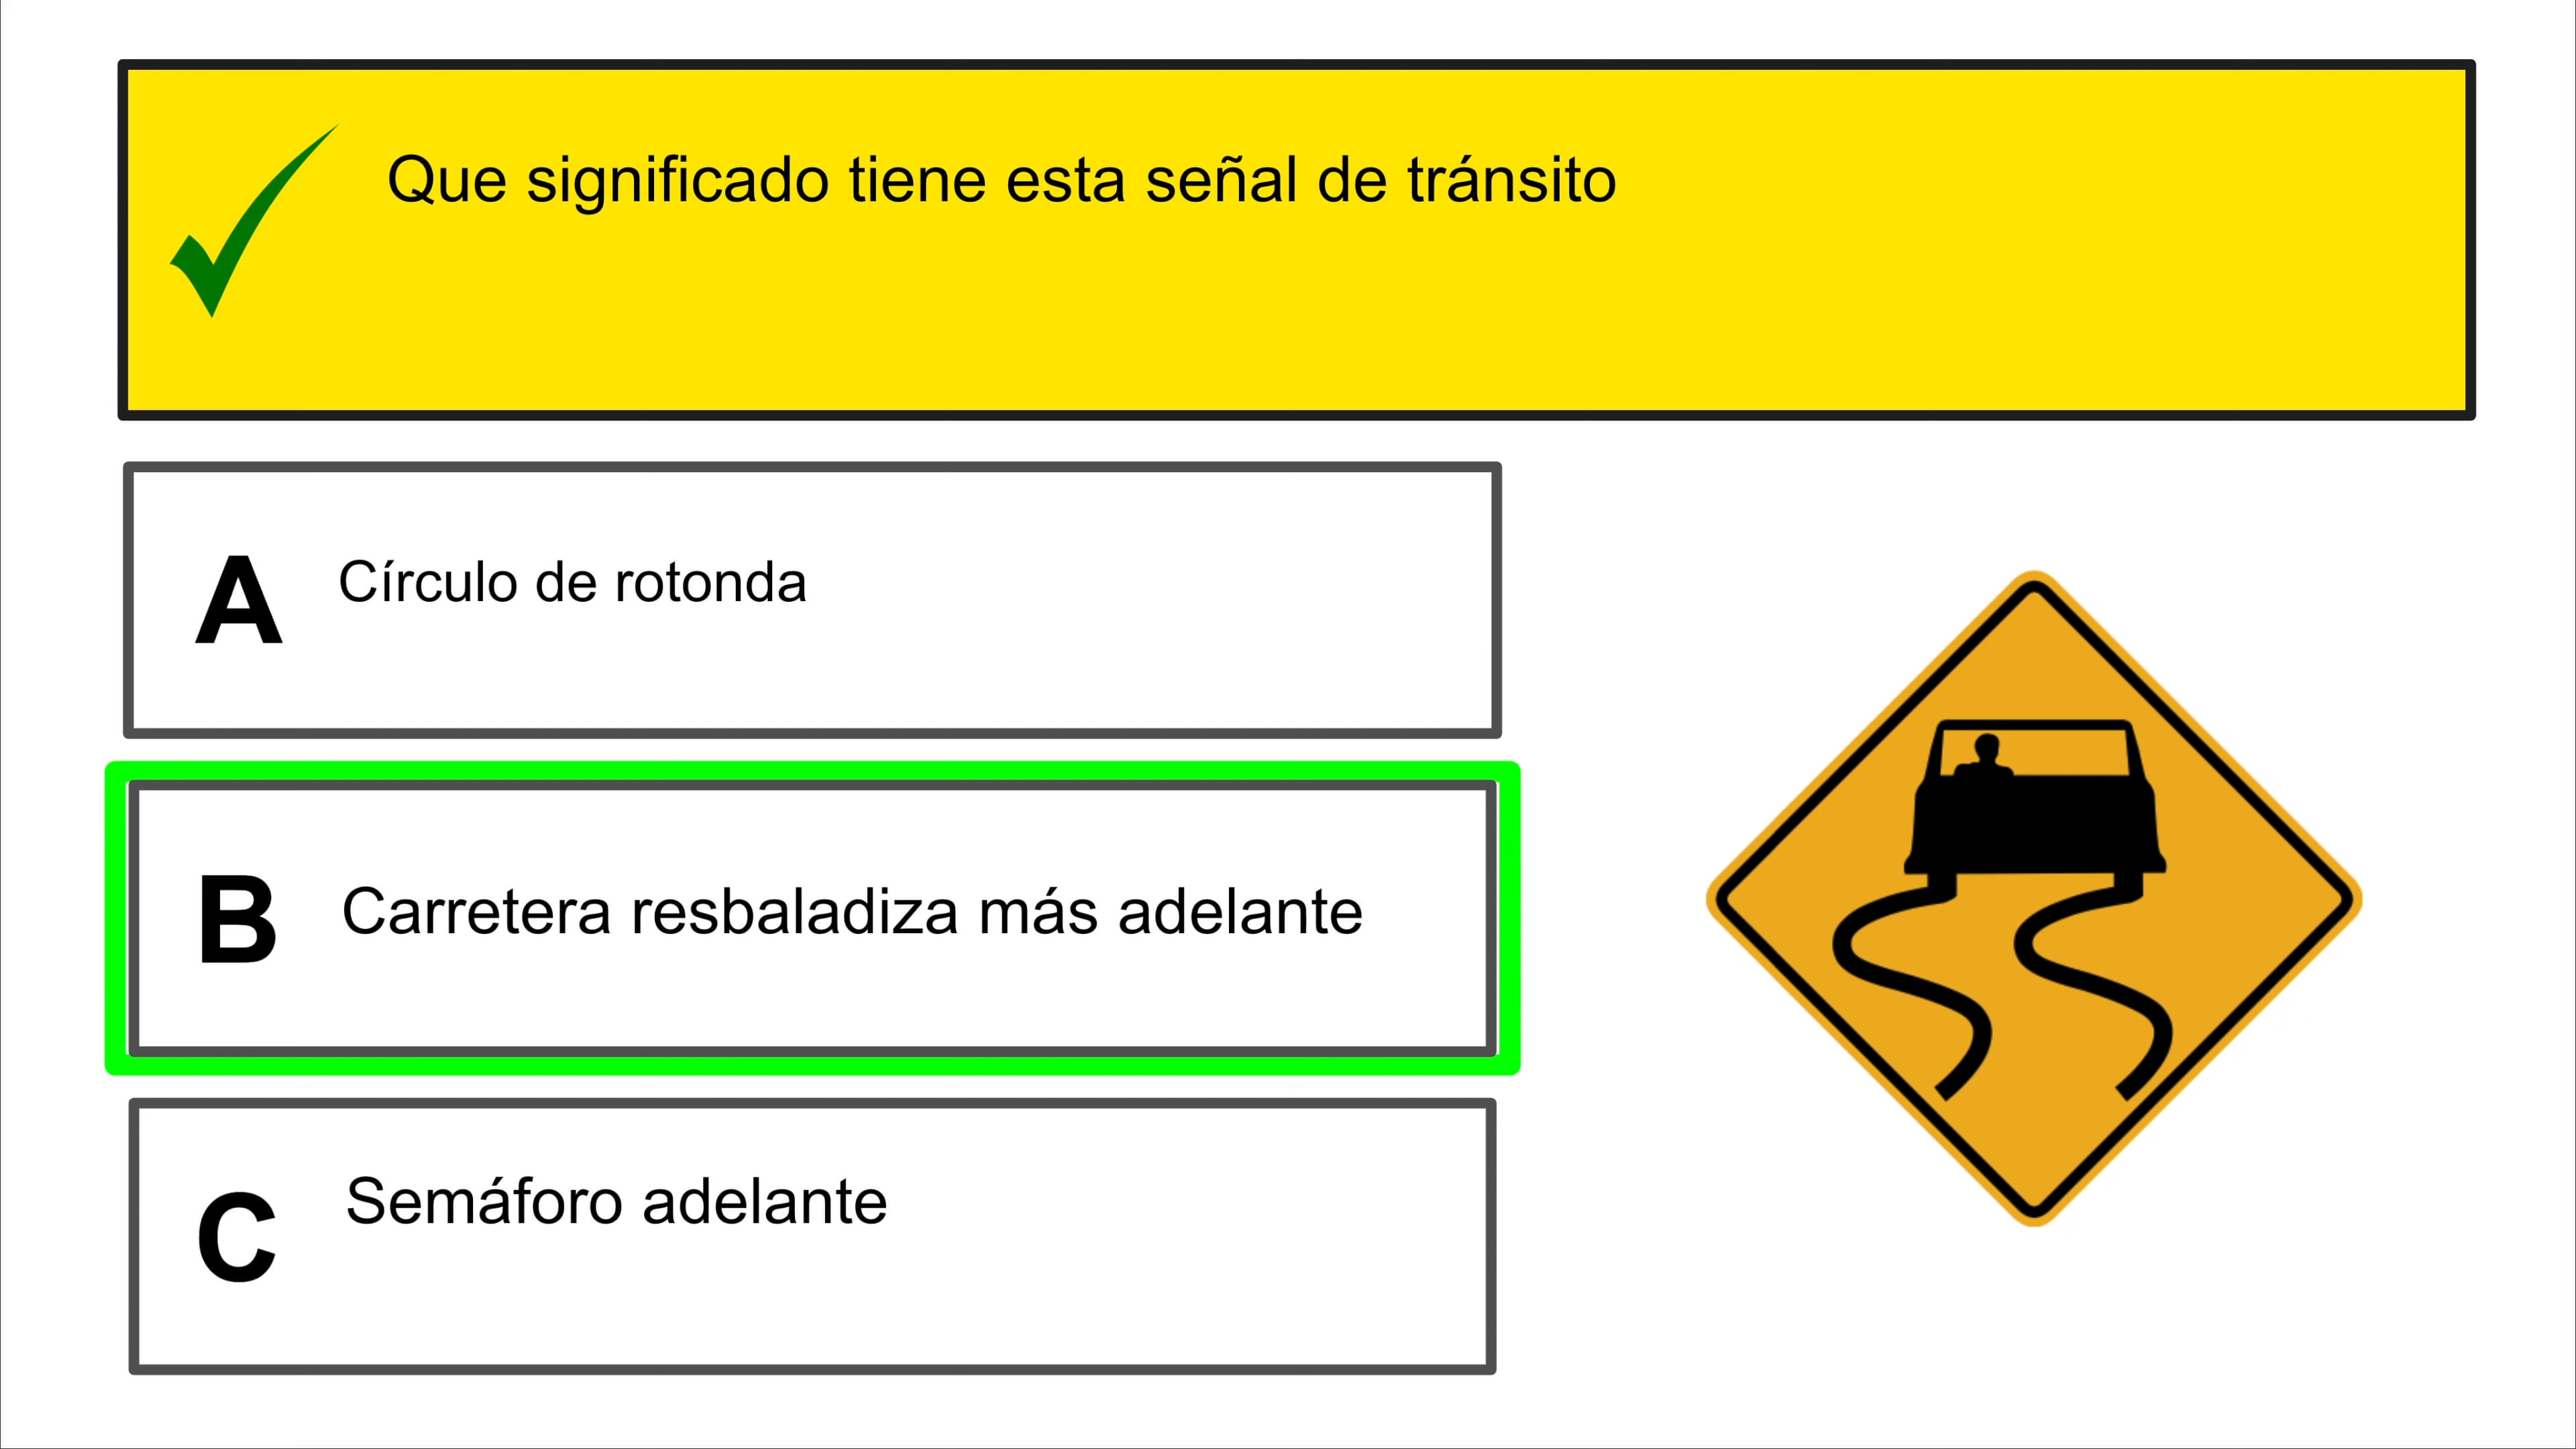 Que significado tiene esta señal de tránsito
A
Círculo de rotonda
B
Carretera resbaladiza más adelante
C
Semáforo adelante